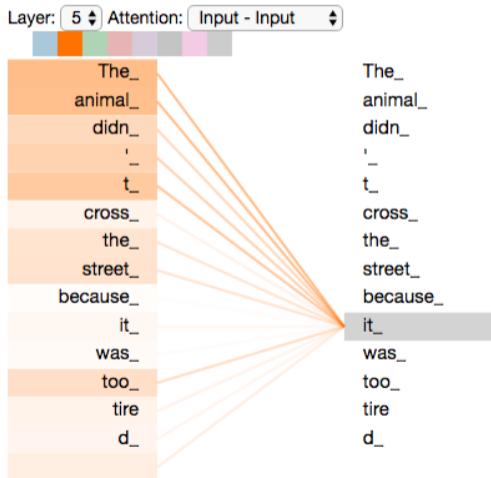 Layer: 5 Attention: Input - Input
The_ The_
animal_ animal_
didn_ didn_
'_ '_
t_ t_
cross_ cross_
the_ the_
street_ street_
because_ because_
it_ it_
was_ was_
too_ too_
tire tire
d_ d_